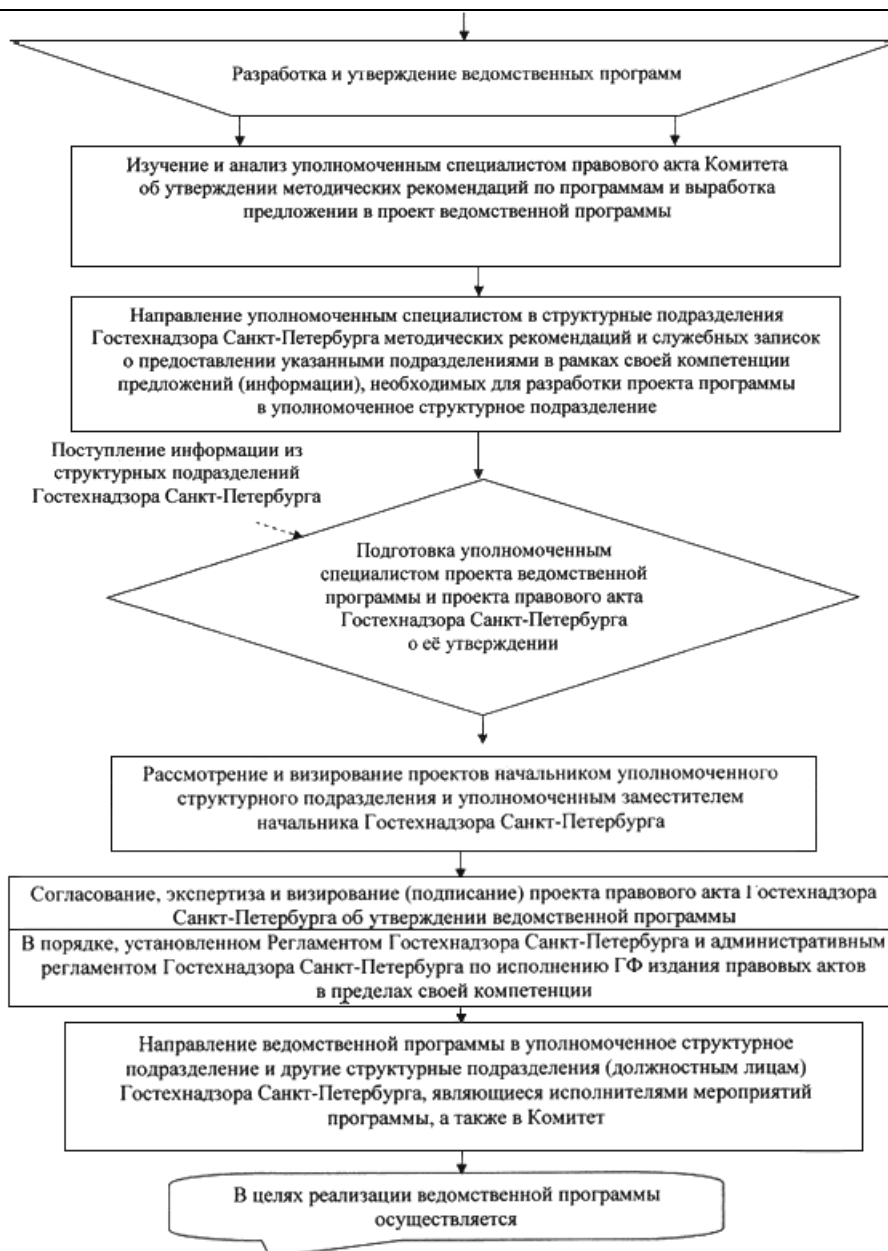 Разработка и утверждение ведомственных программ
Изучение и анализ уполномоченным специалистом правового акта Комитета
об утверждении методических рекомендаций по программам и выработка
предложении в проект ведомственной программы
Направление уполномоченным специалистом в структурные подразделения
Гостехнадзора Санкт-Петербурга методических рекомендаций и служебных записок
о предоставлении указанными подразделениями в рамках своей компетенции
предложений (информации), необходимых для разработки проекта программы
в уполномоченное структурное подразделение
Поступление информации из
структурных подразделений
Гостехнадзора Санкт-Петербурга
Подготовка уполномоченным
специалистом проекта ведомственной
программы и проекта правового акта
Гостехнадзора Санкт-Петербурга
о её утверждении
Рассмотрение и визирование проектов начальником уполномоченного
структурного подразделения и уполномоченным заместителем
начальника Гостехнадзора Санкт-Петербурга
Согласование, экспертиза и визирование (подписание) проекта правового акта Гостехнадзора
Санкт-Петербурга об утверждении ведомственной программы
В порядке, установленном Регламентом Гостехнадзора Санкт-Петербурга и административным
регламентом Гостехнадзора Санкт-Петербурга по исполнению ГФ издания правовых актов
в пределах своей компетенции
Направление ведомственной программы в уполномоченное структурное
подразделение и другие структурные подразделения (должностным лицам)
Гостехнадзора Санкт-Петербурга, являющиеся исполнителями мероприятий
программы, а также в Комитет
В целях реализации ведомственной программы
осуществляется